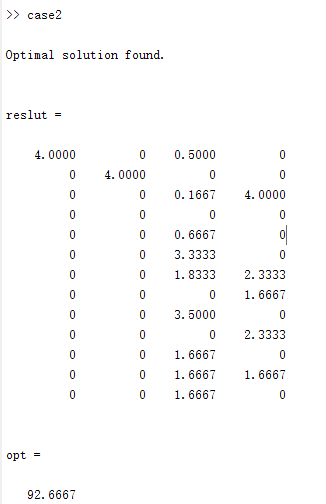 >> case2
Optimal solution found.
reslut =
4.0000 0 0.5000 0
0 4.0000 0 0
0 0 0.1667 4.0000
0 0 0 0
0 0 0.6667 0
0 0 3.3333 0
0 0 1.8333 2.3333
0 0 0 1.6667
0 0 3.5000 0
0 0 0 2.3333
0 0 1.6667 0
0 0 1.6667 1.6667
0 0 1.6667 0
opt =
92.6667